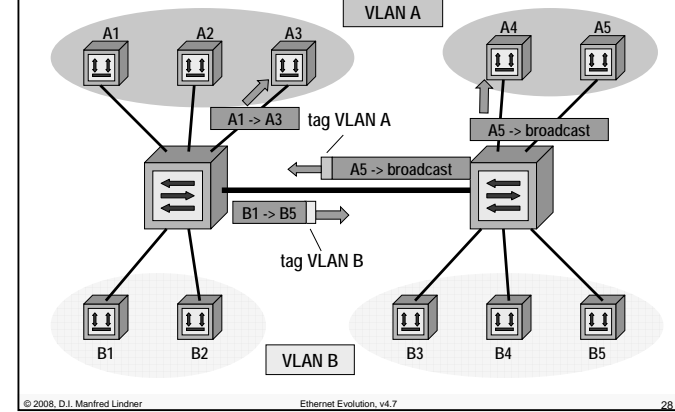 VLAN A
A1 A2 A3 A4 A5
A1 -> A3
tag VLAN A
A5 -> broadcast
A5 -> broadcast
B1 -> B5
tag VLAN B
B1 B2 B3 B4 B5
VLAN B
© 2008, D.I. Manfred Lindner Ethernet Evolution, v4.7 28